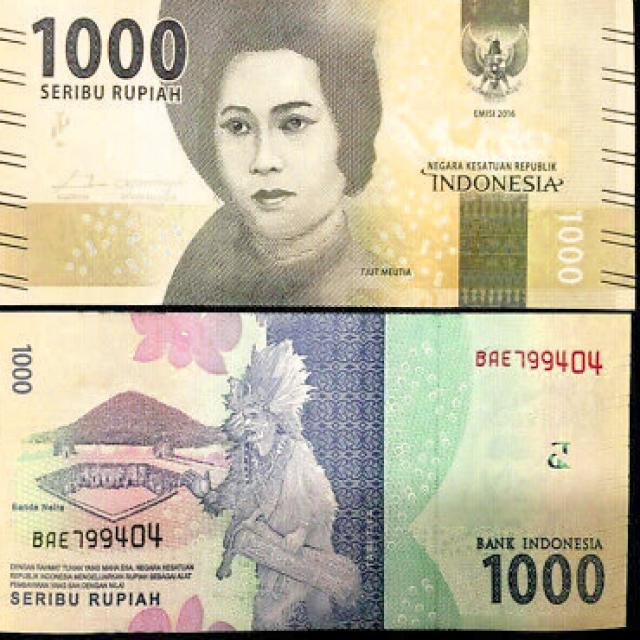 1000
SERIBU RUPIAH
EMISI 2016
NEGARA KESATUAN REPUBLIK
INDONESIA
1000
TJUT MEUTIA
1000
BAE799404
Banda Neira
BAE799404
DENGAN RAHMAT TUHAN YANG MAHA ESA, NEGARA KESATUAN
REPUBLIK INDONESIA MENGELUARKAN RUPIAH SEBAGAI ALAT
PEMBAYARAN YANG SAH DENGAN NILAI
SERIBU RUPIAH
BANK INDONESIA
1000